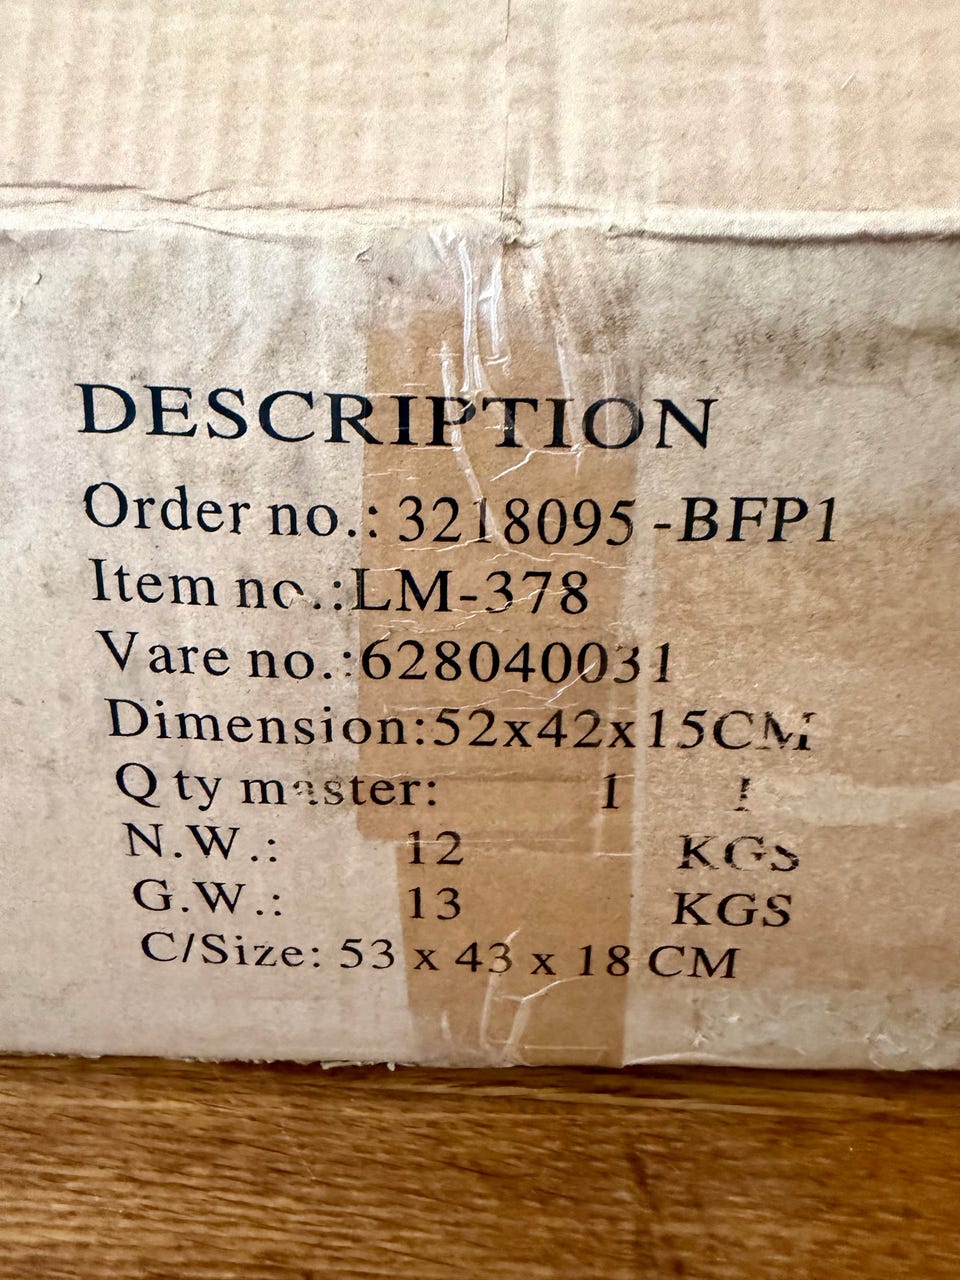 DESCRIPTION
Order no.: 3218095 -BFP1
Item no.:LM-378
Vare no.:628040031
Dimension:52x42x15CM
Qty master: 1
N.W.: 12 KGS
G.W.: 13 KGS
C/Size: 53 x 43 x 18 CM